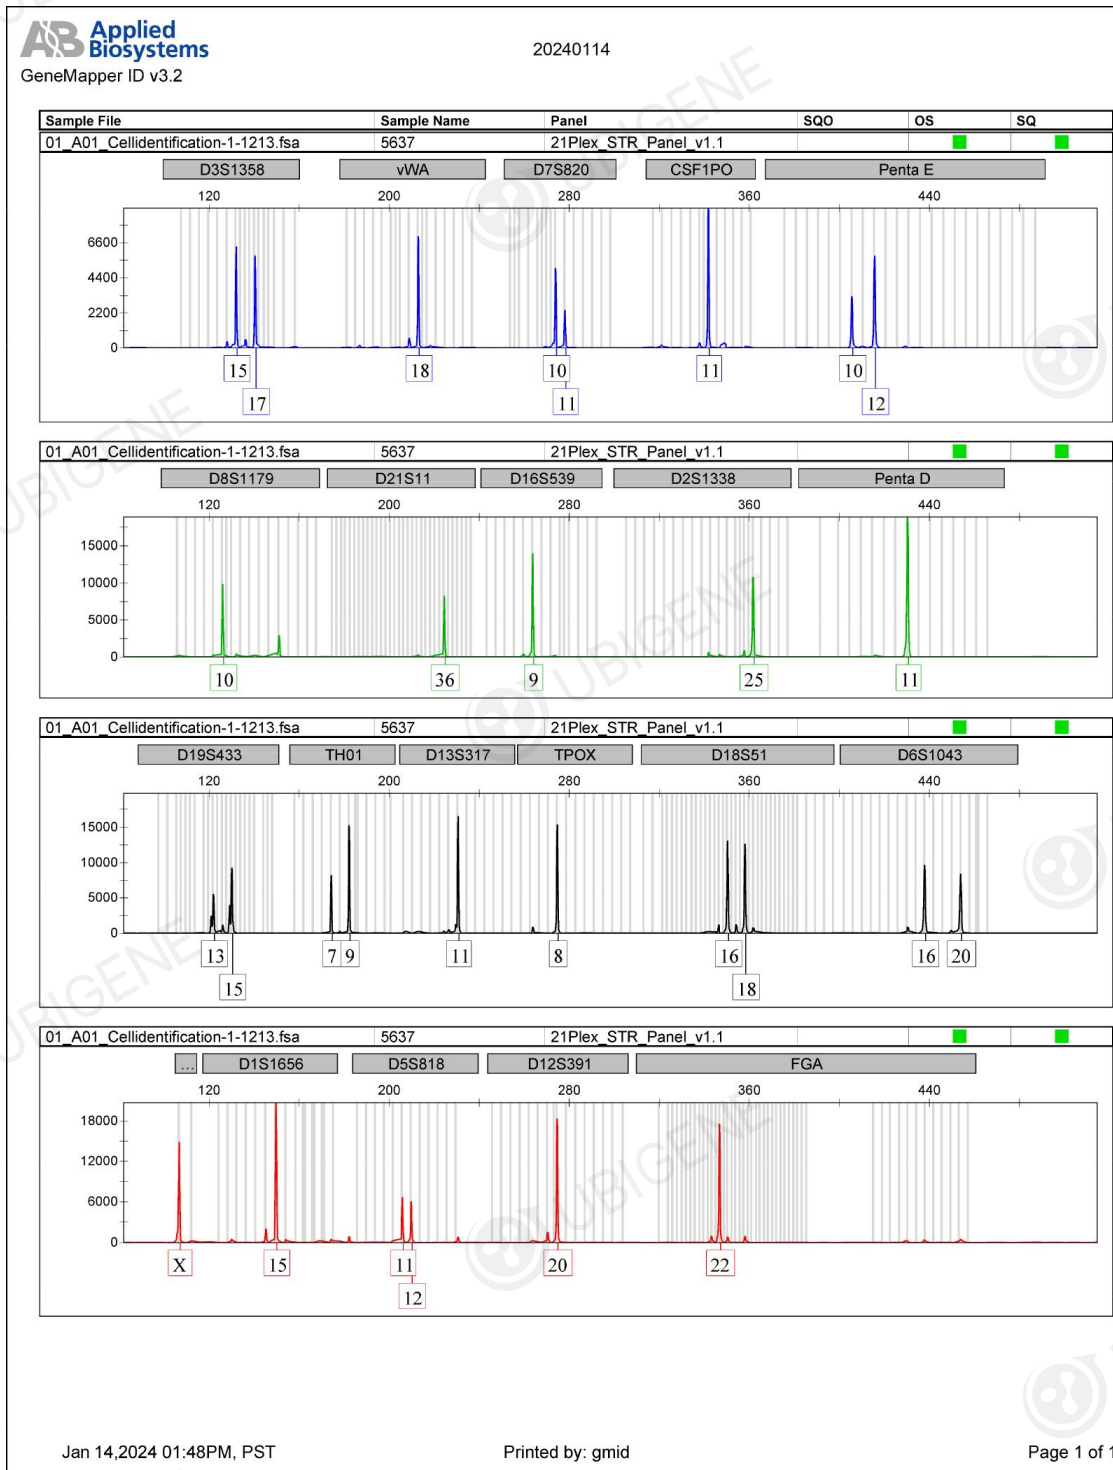 AB Applied Biosystems
GeneMapper ID v3.2
20240114
Sample File Sample Name Panel SQO OS SQ
01_A01_Cellidentification-1-1213.fsa 5637 21Plex_STR_Panel_v1.1
D3S1358 vWA D7S820 CSF1PO Penta E
120 200 280 360 440
6600
4400
2200
0
15 18 10 11 10
17 11 12
01_A01_Cellidentification-1-1213.fsa 5637 21Plex_STR_Panel_v1.1
D8S1179 D21S11 D16S539 D2S1338 Penta D
120 200 280 360 440
15000
10000
5000
0
10 36 9 25 11
01_A01_Cellidentification-1-1213.fsa 5637 21Plex_STR_Panel_v1.1
D19S433 TH01 D13S317 TPOX D18S51 D6S1043
120 200 280 360 440
15000
10000
5000
0
13 7 9 11 8 16 16 20
15 18
01_A01_Cellidentification-1-1213.fsa 5637 21Plex_STR_Panel_v1.1
... D1S1656 D5S818 D12S391 FGA
120 200 280 360 440
18000
12000
6000
0
X 15 11 20 22
12
Jan 14,2024 01:48PM, PST Printed by: gmid Page 1 of 1
UBIGENE
UBIGENE
UBIGENE
UBIGENE
UBIGENE